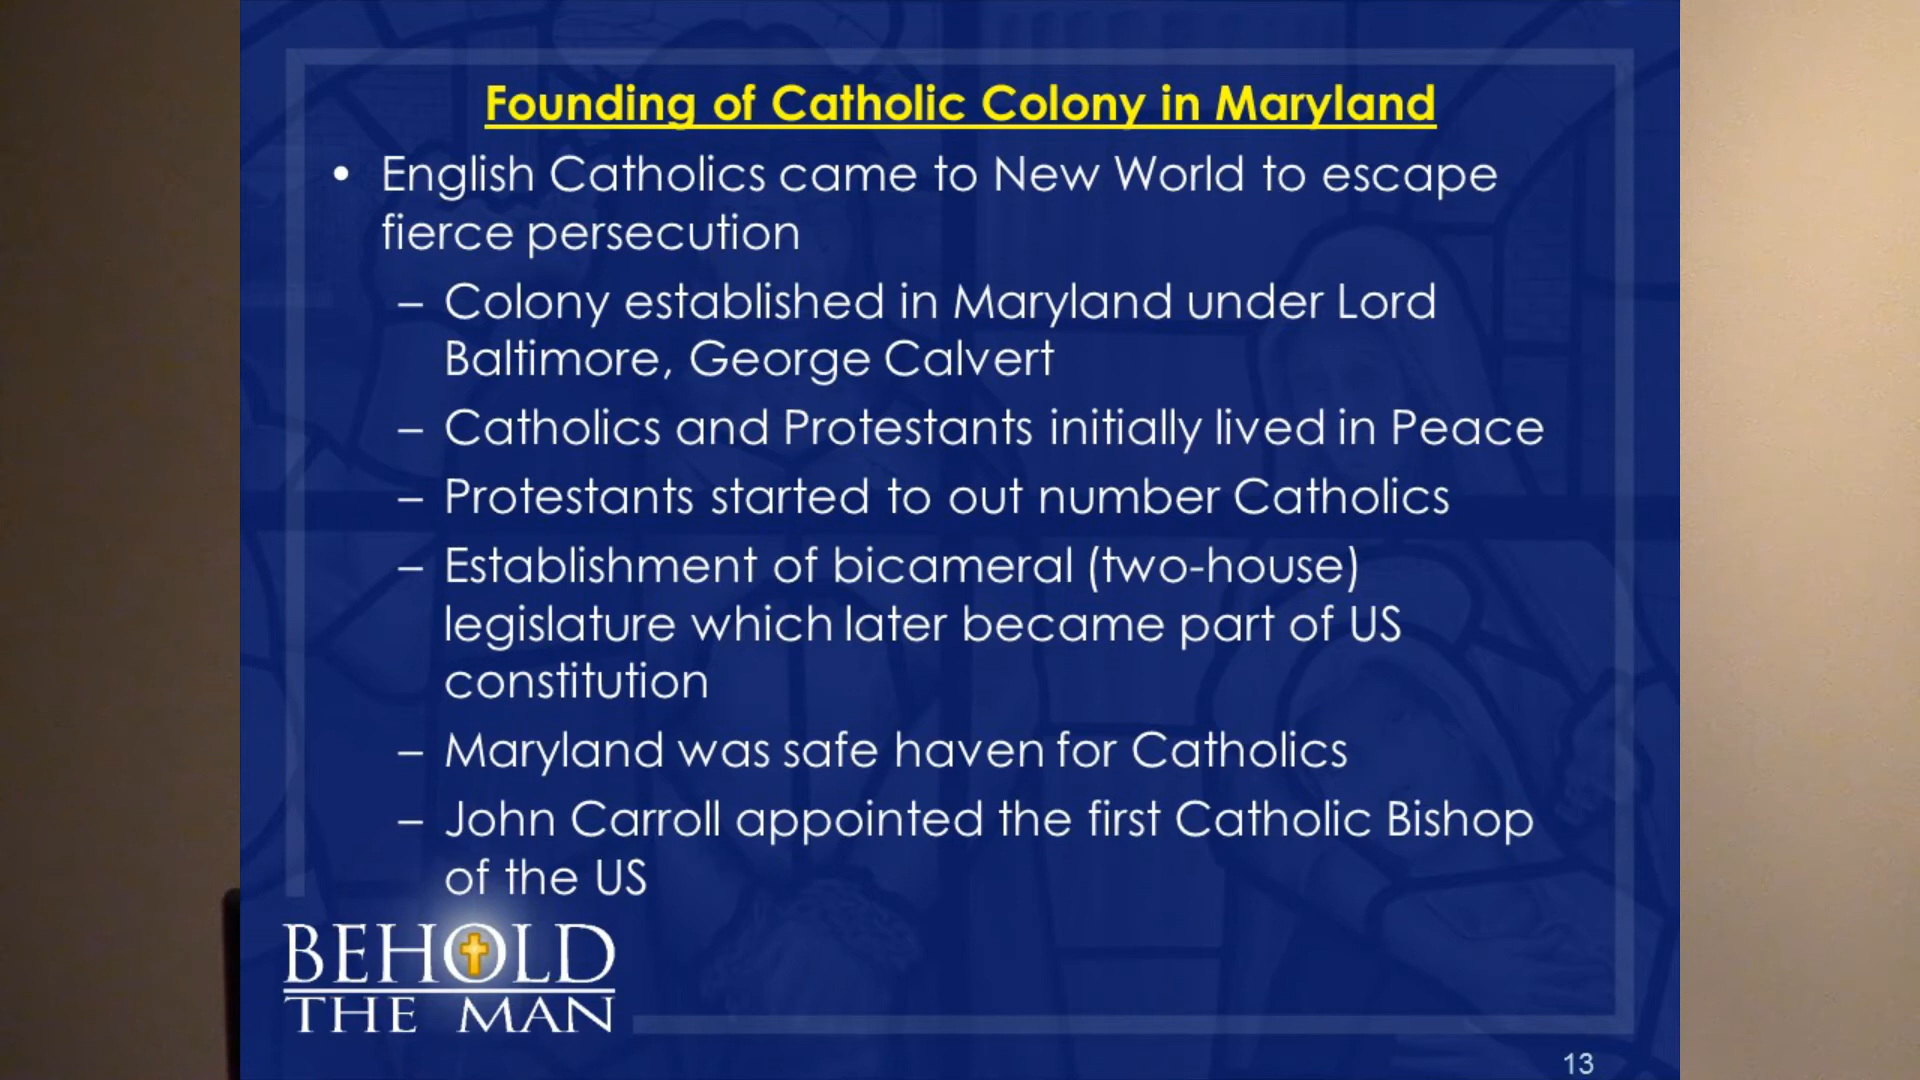 Founding of Catholic Colony in Maryland
• English Catholics came to New World to escape
fierce persecution
– Colony established in Maryland under Lord
Baltimore, George Calvert
– Catholics and Protestants initially lived in Peace
– Protestants started to out number Catholics
– Establishment of bicameral (two-house)
legislature which later became part of US
constitution
– Maryland was safe haven for Catholics
– John Carroll appointed the first Catholic Bishop
of the US
BEHOLD
THE MAN
13